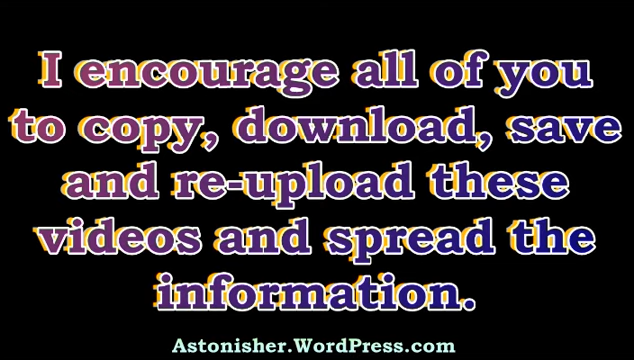 I encourage all of you
to copy, download, save
and re-upload these
videos and spread the
information.
Astonisher.WordPress.com